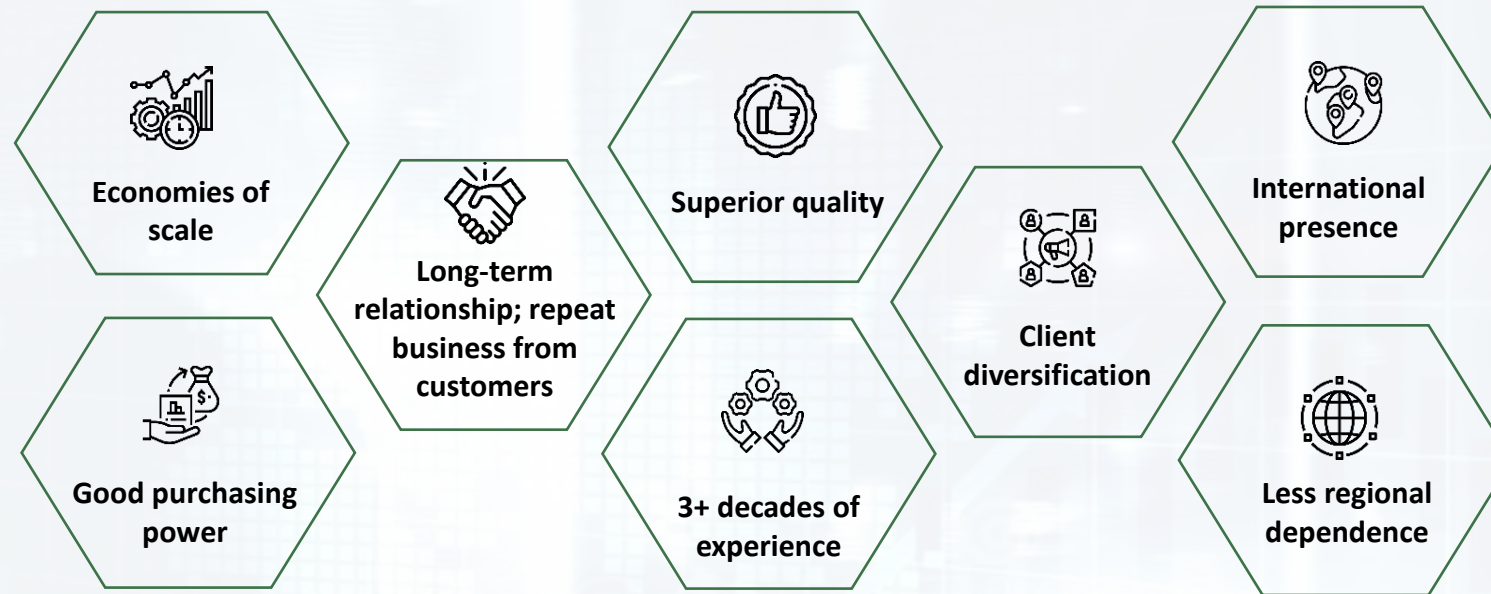 Economies of
scale
Long-term
relationship; repeat
business from
customers
Superior quality
Client
diversification
International
presence
Good purchasing
power
3+ decades of
experience
Less regional
dependence